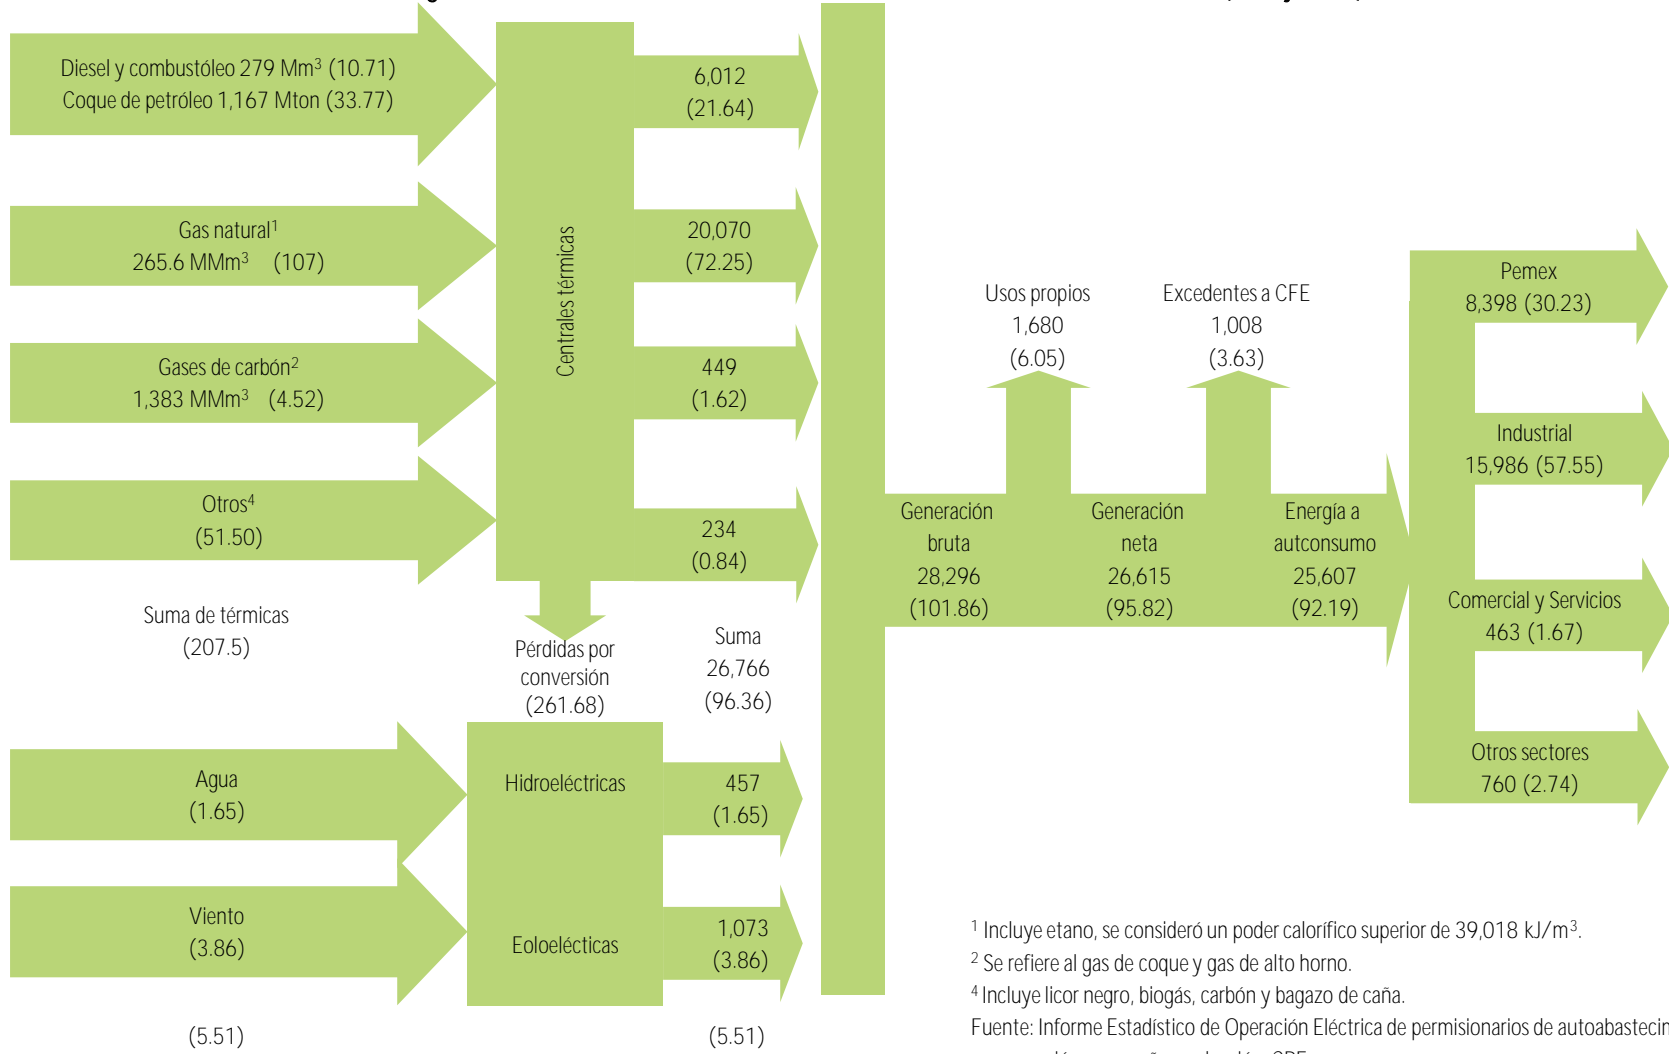 Diesel y combustóleo 279 Mm³ (10.71)
Coque de petróleo 1,167 Mton (33.77)
Gas natural¹
265.6 MMm³ (107)
Gases de carbón²
1,383 MMm³ (4.52)
Otros⁴
(51.50)
Suma de térmicas
(207.5)
Centrales térmicas
Pérdidas por
conversión
(261.68)
6,012
(21.64)
20,070
(72.25)
449
(1.62)
234
(0.84)
Suma
26,766
(96.36)
Agua
(1.65)
Viento
(3.86)
(5.51)
Hidroeléctricas
Eoloelécticas
457
(1.65)
1,073
(3.86)
(5.51)
Generación
bruta
28,296
(101.86)
Usos propios
1,680
(6.05)
Generación
neta
26,615
(95.82)
Excedentes a CFE
1,008
(3.63)
Energía a
autconsumo
25,607
(92.19)
Pemex
8,398 (30.23)
Industrial
15,986 (57.55)
Comercial y Servicios
463 (1.67)
Otros sectores
760 (2.74)
¹ Incluye etano, se consideró un poder calorífico superior de 39,018 kJ/m³.
² Se refiere al gas de coque y gas de alto horno.
⁴ Incluye licor negro, biogás, carbón y bagazo de caña.
Fuente: Informe Estadístico de Operación Eléctrica de permisionarios de